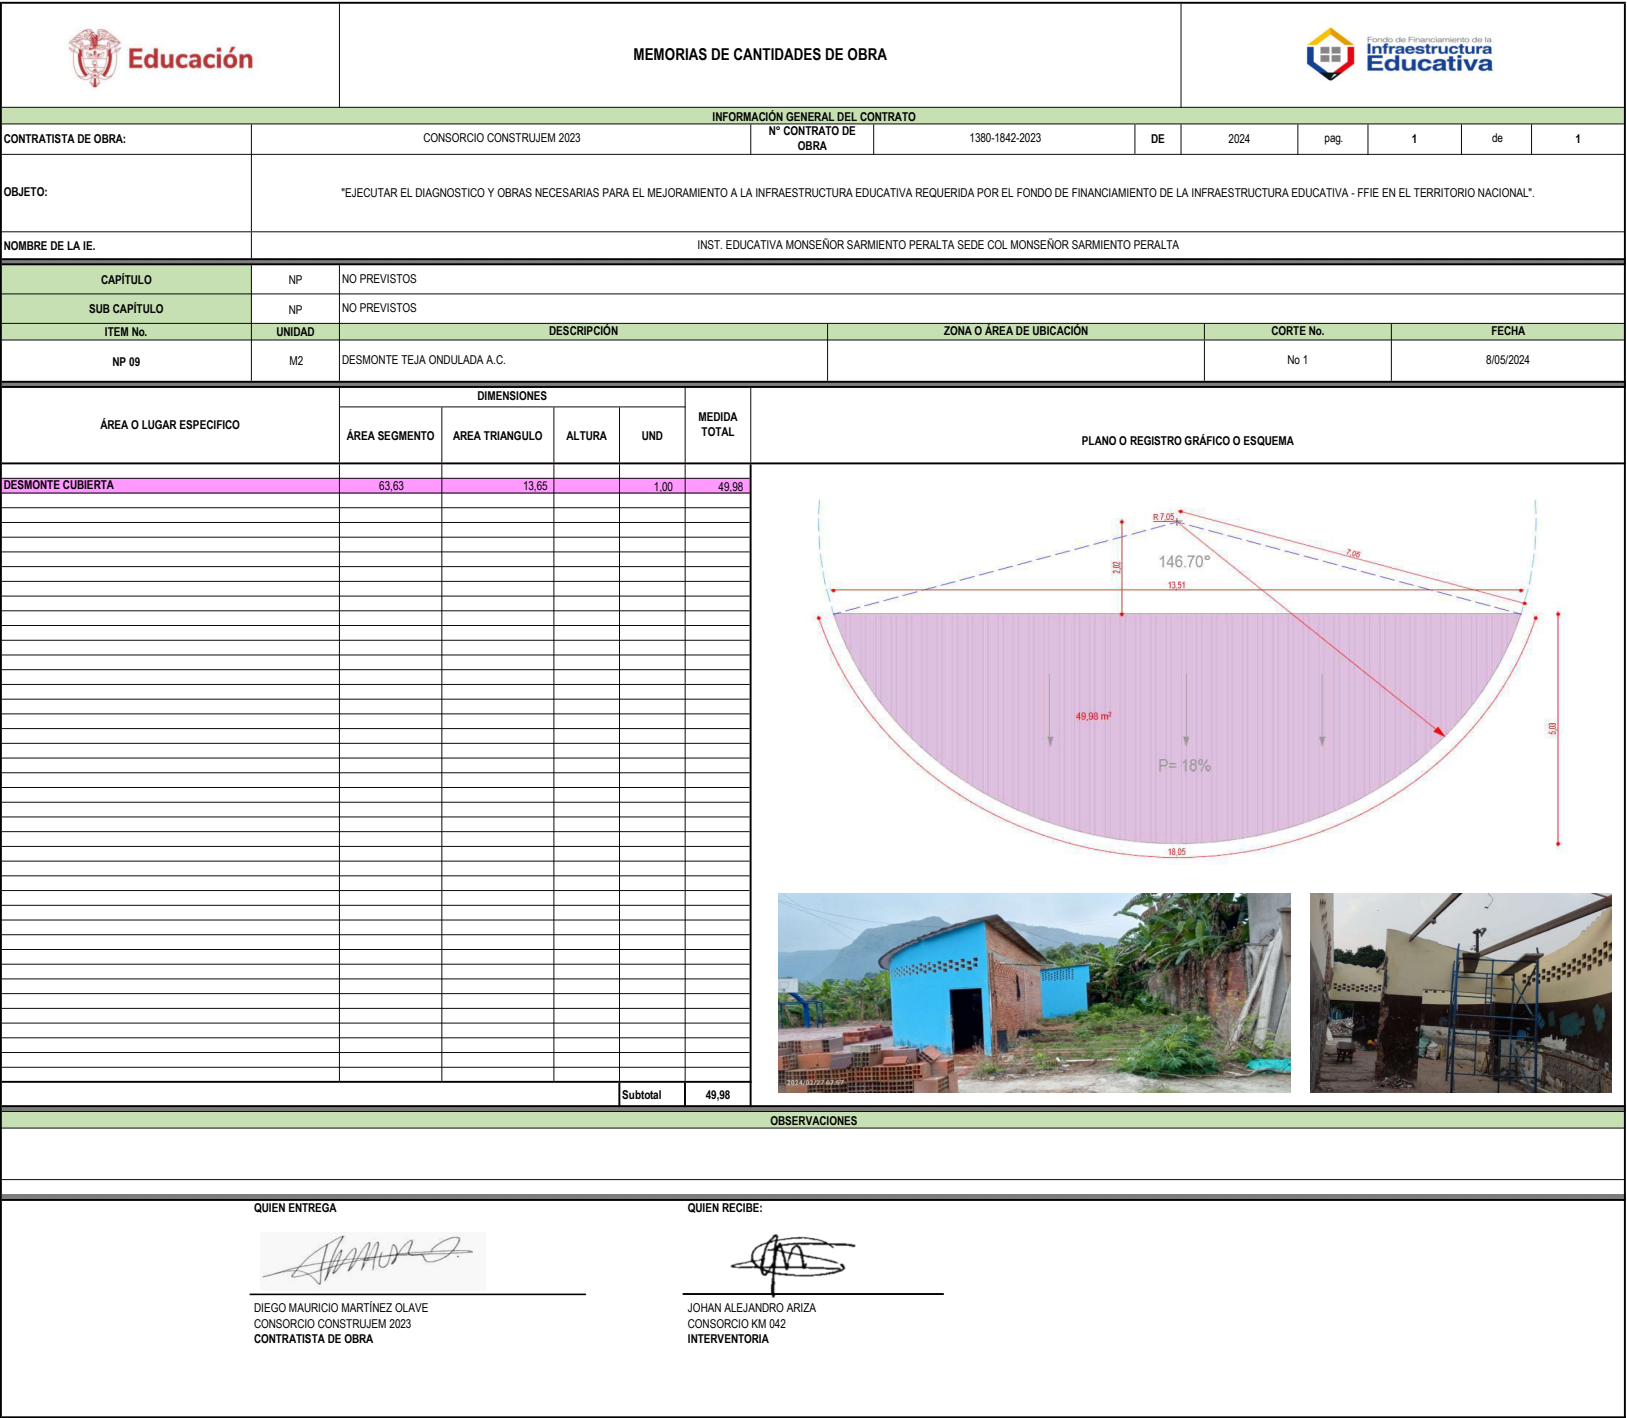 Educación
MEMORIAS DE CANTIDADES DE OBRA
Fondo de Financiamiento de la
Infraestructura
Educativa
INFORMACIÓN GENERAL DEL CONTRATO
CONTRATISTA DE OBRA: CONSORCIO CONSTRUJEM 2023 N° CONTRATO DE OBRA 1380-1842-2023 DE 2024 pag. 1 de 1
OBJETO: "EJECUTAR EL DIAGNOSTICO Y OBRAS NECESARIAS PARA EL MEJORAMIENTO A LA INFRAESTRUCTURA EDUCATIVA REQUERIDA POR EL FONDO DE FINANCIAMIENTO DE LA INFRAESTRUCTURA EDUCATIVA - FFIE EN EL TERRITORIO NACIONAL".
NOMBRE DE LA IE. INST. EDUCATIVA MONSEÑOR SARMIENTO PERALTA SEDE COL MONSEÑOR SARMIENTO PERALTA
CAPÍTULO NP NO PREVISTOS
SUB CAPÍTULO NP NO PREVISTOS
ITEM No. UNIDAD DESCRIPCIÓN ZONA O ÁREA DE UBICACIÓN CORTE No. FECHA
NP 09 M2 DESMONTE TEJA ONDULADA A.C. No 1 8/05/2024
ÁREA O LUGAR ESPECIFICO DIMENSIONES MEDIDA TOTAL PLANO O REGISTRO GRÁFICO O ESQUEMA
ÁREA SEGMENTO AREA TRIANGULO ALTURA UND
DESMONTE CUBIERTA 63,63 13,65 1,00 49,98
R.7,05
7,05
2,02
146.70°
13,51
49,98 m²
5,03
P= 18%
18,05
2024/02/27 07:57
Subtotal 49,98
OBSERVACIONES
QUIEN ENTREGA QUIEN RECIBE:
DIEGO MAURICIO MARTÍNEZ OLAVE JOHAN ALEJANDRO ARIZA
CONSORCIO CONSTRUJEM 2023 CONSORCIO KM 042
CONTRATISTA DE OBRA INTERVENTORIA